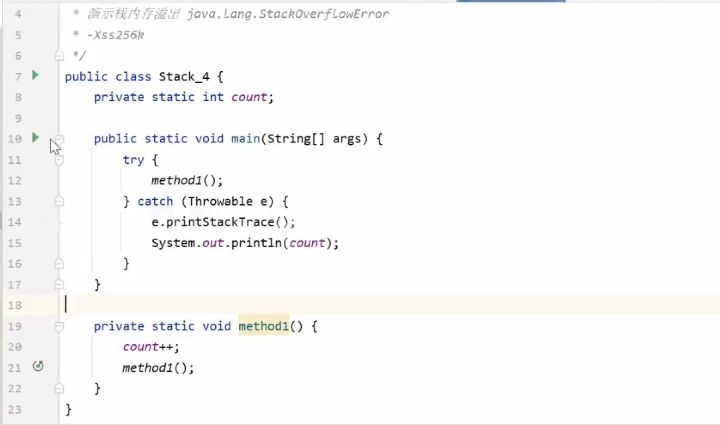 4 * 演示栈内存溢出 java.lang.StackOverflowError
5 * -Xss256k
6 */
7 public class Stack_4 {
8 private static int count;
9
10 public static void main(String[] args) {
11 try {
12 method1();
13 } catch (Throwable e) {
14 e.printStackTrace();
15 System.out.println(count);
16 }
17 }
18
19 private static void method1() {
20 count++;
21 method1();
22 }
23 }